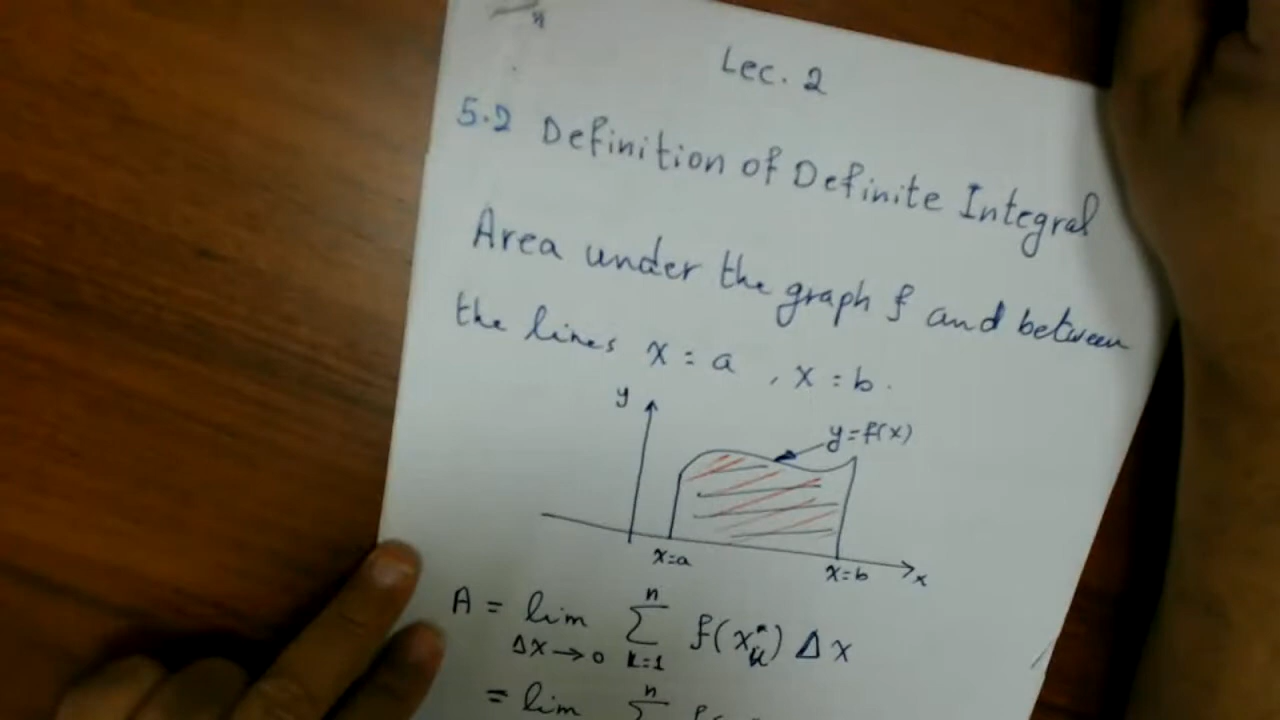 Lec. 2
5.2 Definition of Definite Integral
Area under the graph f and between
the lines x = a , x = b.
y
y=f(x)
x=a
x=b
x
A = lim Δx→0 n Σ k=1 f(x*k) Δx
= lim n Σ